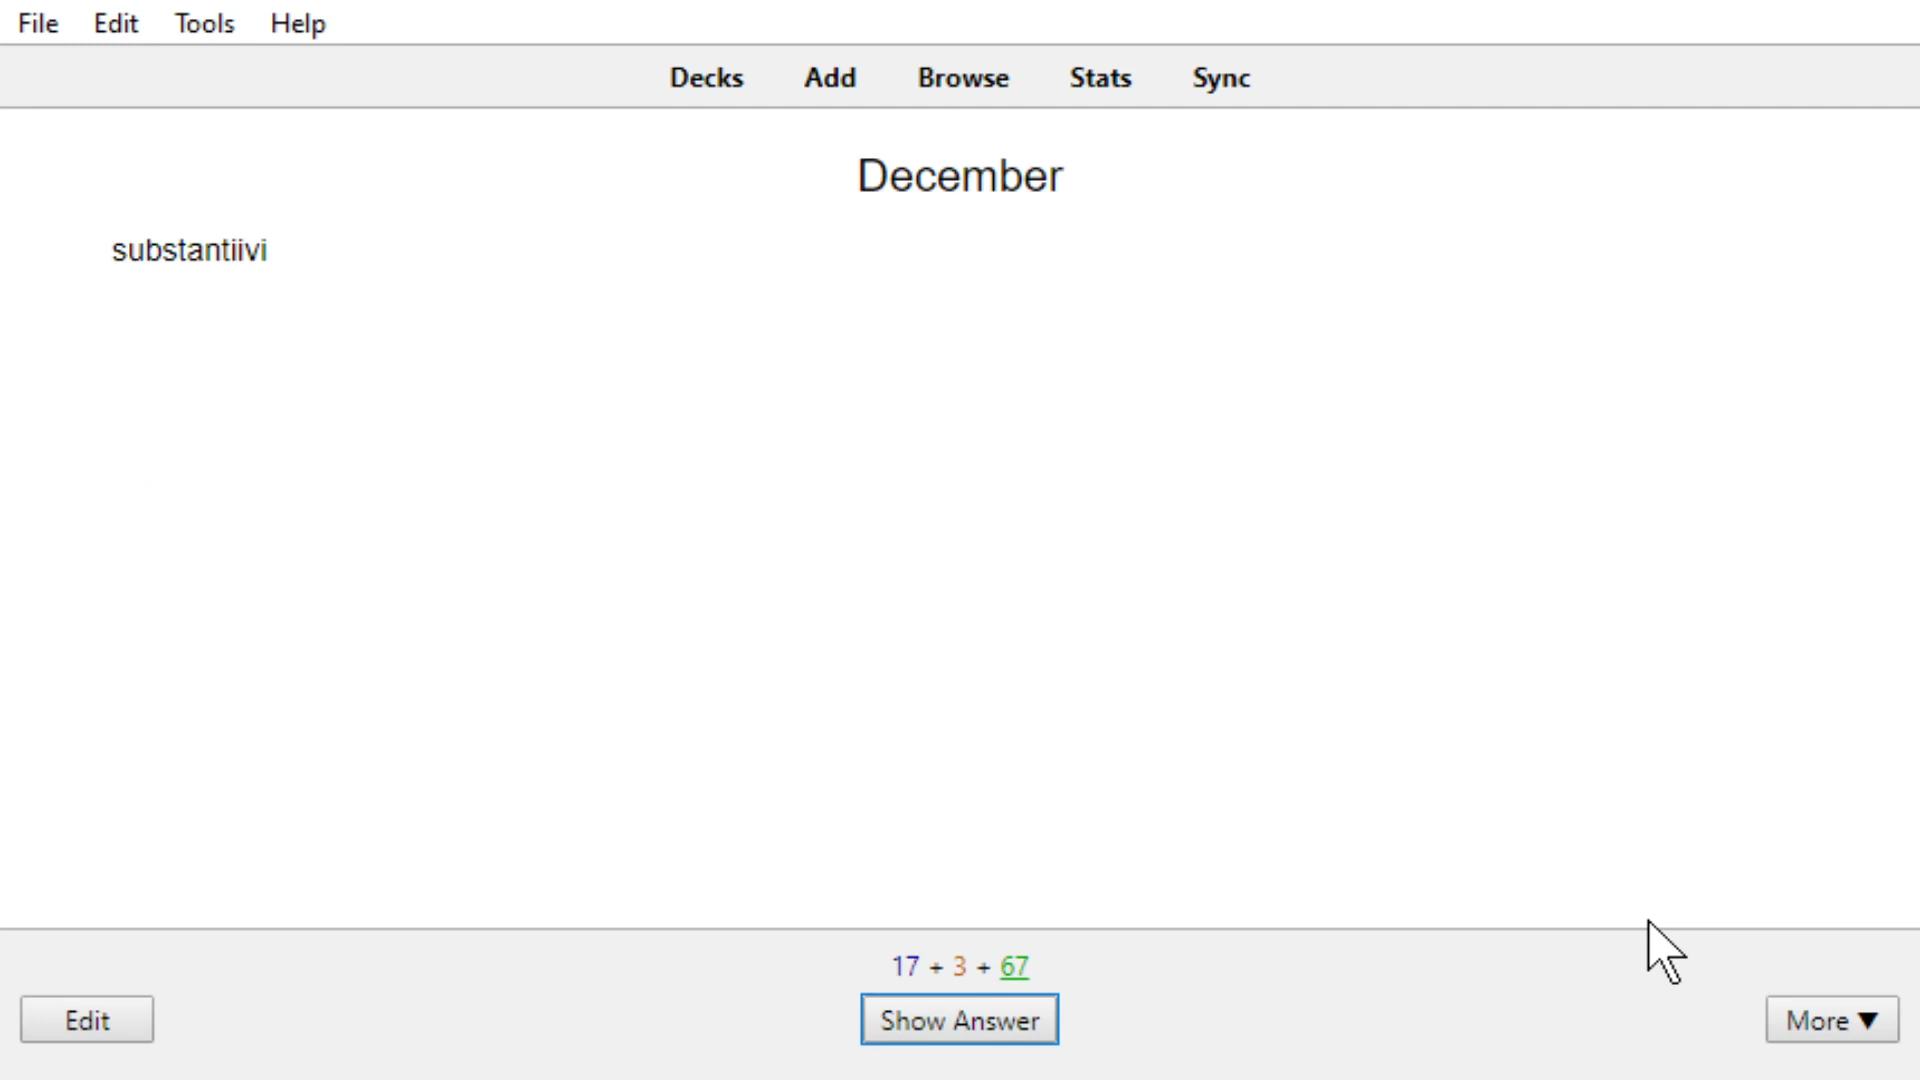 File Edit Tools Help
Decks Add Browse Stats Sync
December
substantiivi
17 + 3 + 67
Edit Show Answer More ▼